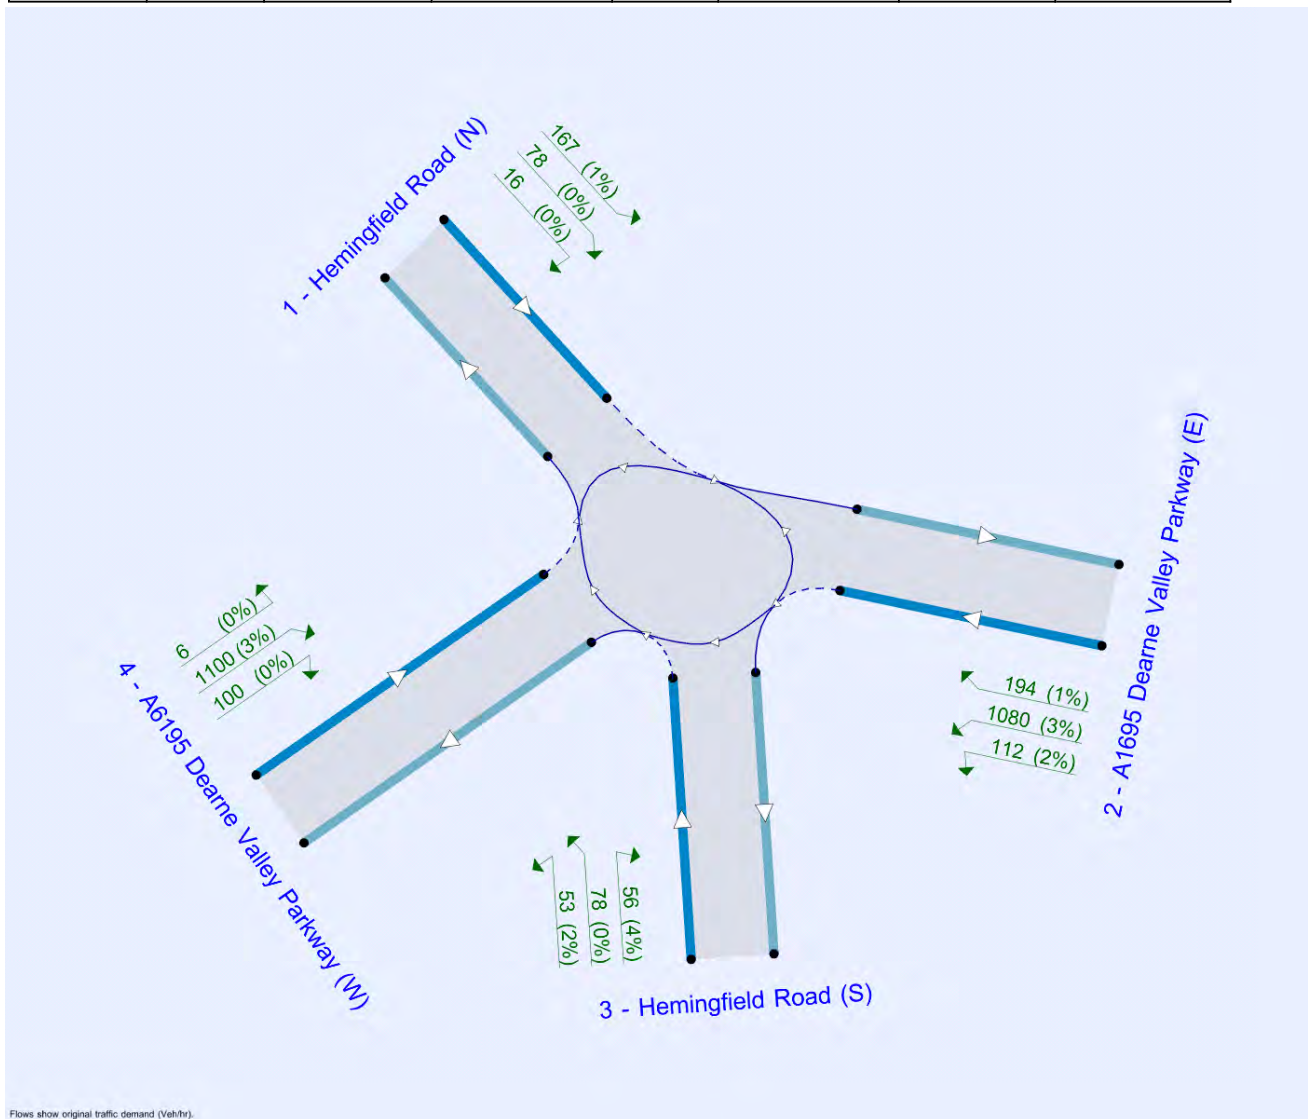 1 - Hemingfield Road (N)
167 (1%)
78 (0%)
16 (0%)
2 - A1695 Dearne Valley Parkway (E)
194 (1%)
1080 (3%)
112 (2%)
6 (0%)
1100 (3%)
100 (0%)
4 - A6195 Dearne Valley Parkway (W)
53 (2%)
78 (0%)
56 (4%)
3 - Hemingfield Road (S)
Flows show original traffic demand (Veh/hr).